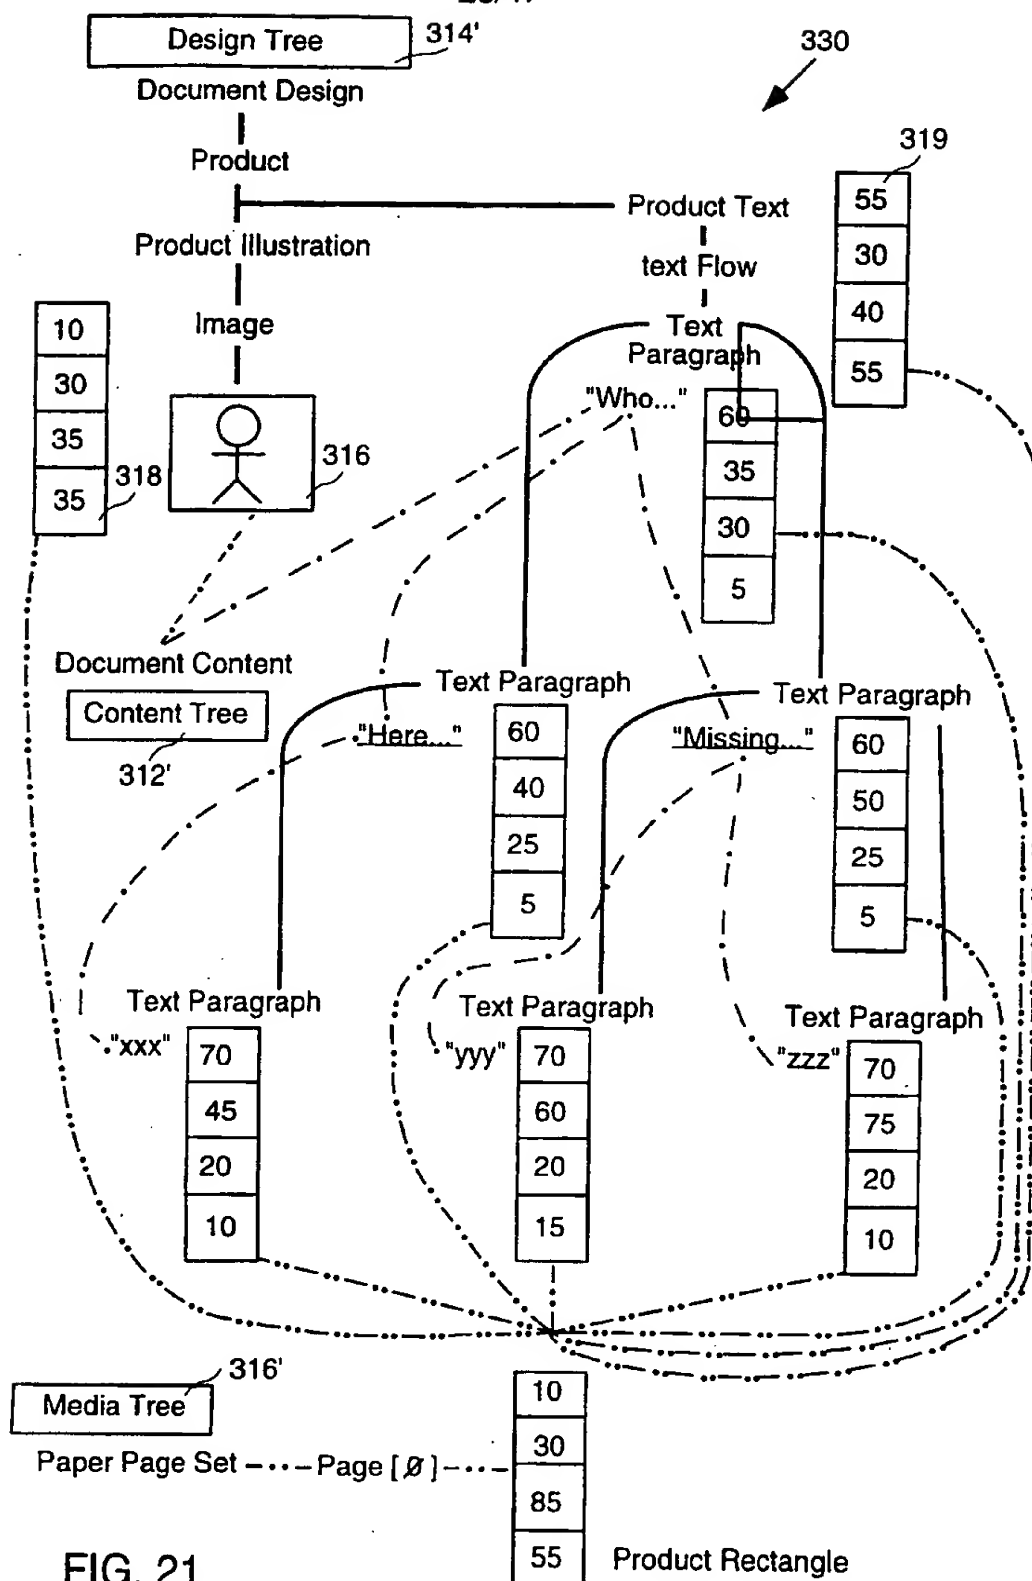 Design Tree
314'
Document Design
330
Product
319
Product Text
Product Illustration
text Flow
55
30
40
55
Image
Text
Paragraph
10
30
35
35
318
316
"Who..."
60
35
30
5
Document Content
Content Tree
312'
Text Paragraph
"Here..."
60
40
25
5
Text Paragraph
"Missing..."
60
50
25
5
Text Paragraph
"xxx"
70
45
20
10
Text Paragraph
"yyy"
70
60
20
15
Text Paragraph
"zzz"
70
75
20
10
316'
Media Tree
Paper Page Set
Page [Ø]
10
30
85
55
Product Rectangle
FIG. 21